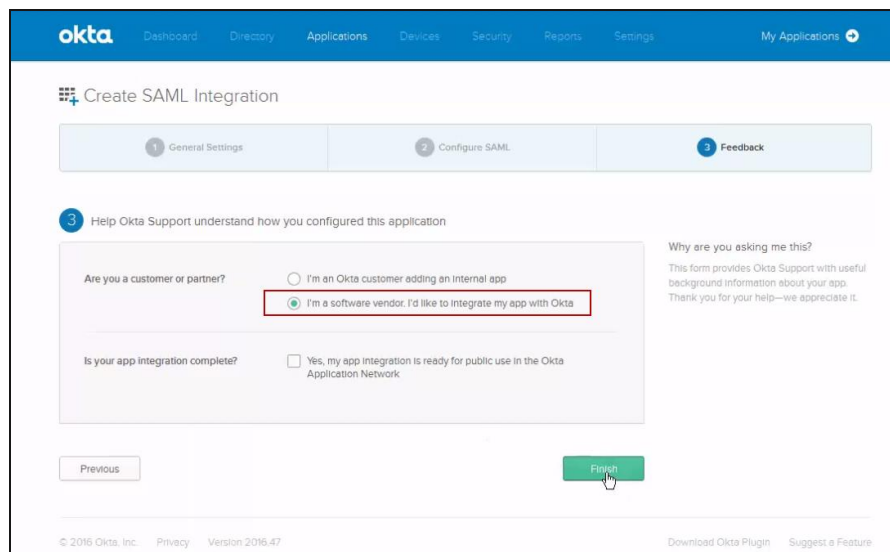 okta Dashboard Directory Applications Devices Security Reports Settings My Applications
Create SAML Integration
1 General Settings 2 Configure SAML 3 Feedback
3 Help Okta Support understand how you configured this application
Are you a customer or partner? I'm an Okta customer adding an internal app
I'm a software vendor. I'd like to integrate my app with Okta
Is your app integration complete? Yes, my app integration is ready for public use in the Okta
Application Network
Why are you asking me this?
This form provides Okta Support with useful
background information about your app.
Thank you for your help—we appreciate it.
Previous Finish
© 2016 Okta, Inc. Privacy Version 2016.47 Download Okta Plugin Suggest a Feature